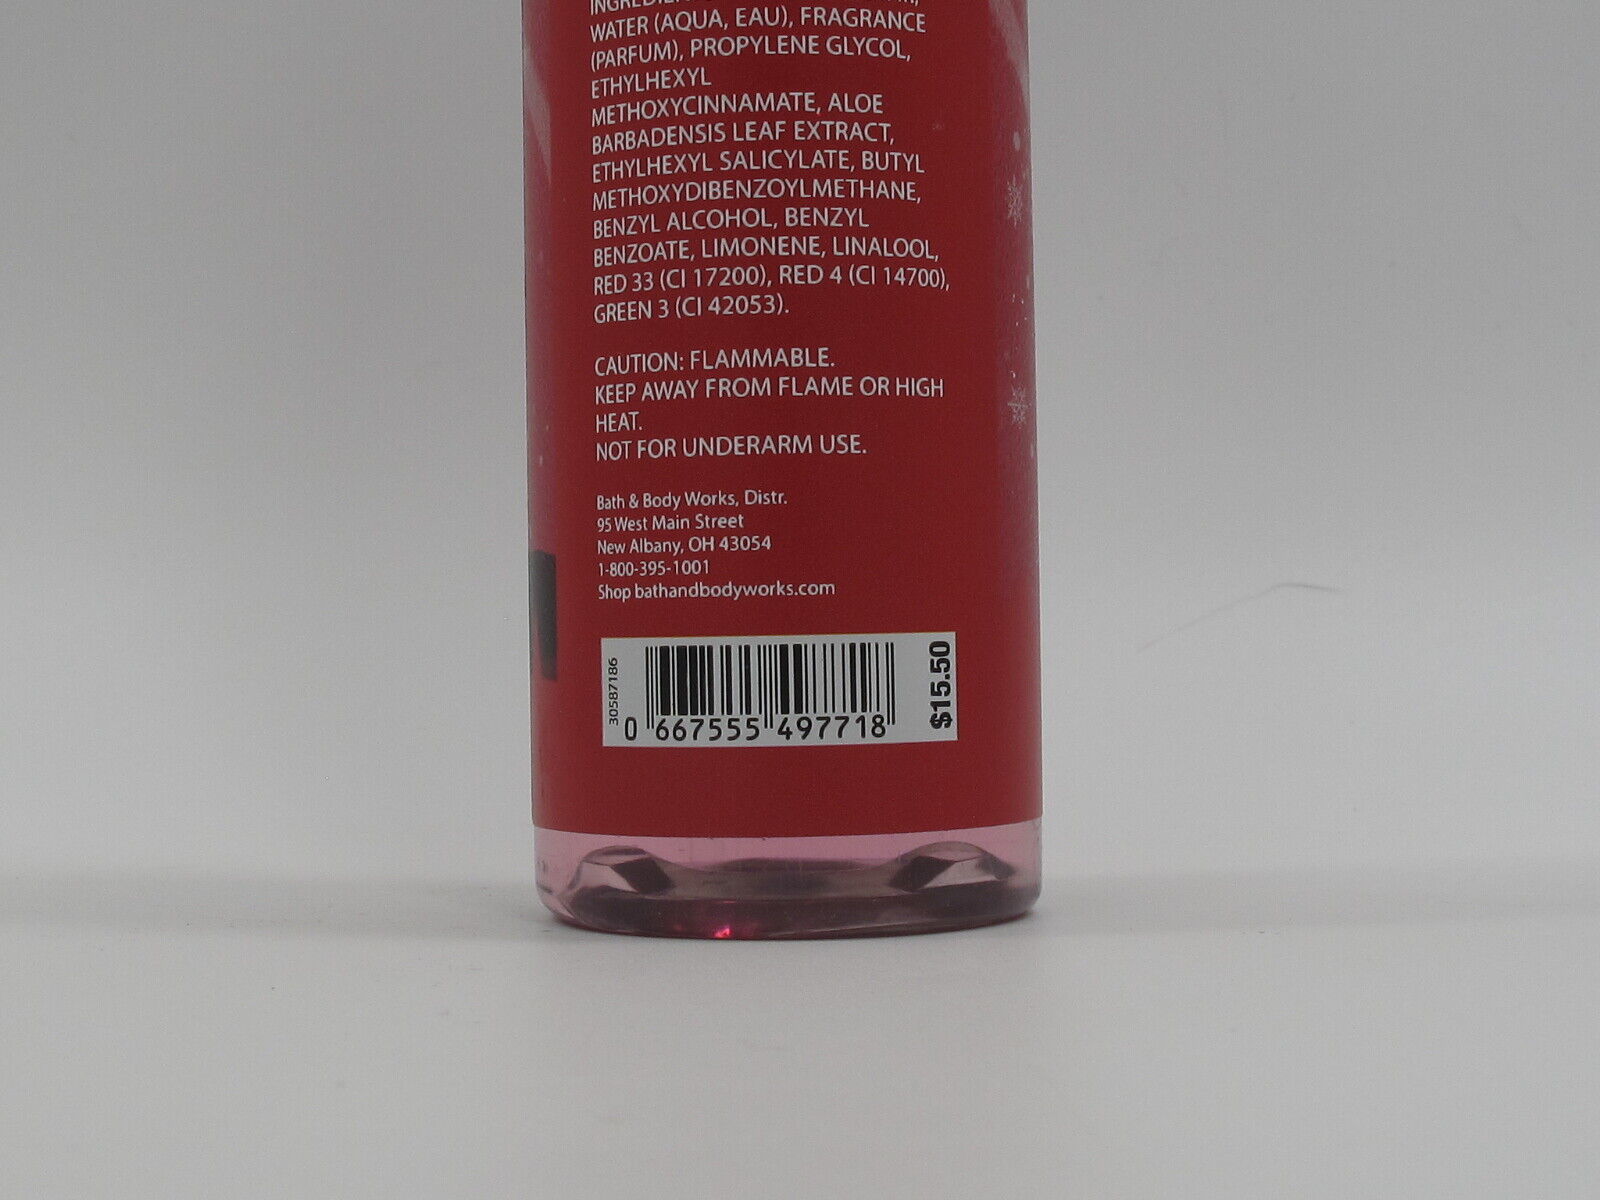 WATER (AQUA, EAU), FRAGRANCE
(PARFUM), PROPYLENE GLYCOL,
ETHYLHEXYL
METHOXYCINNAMATE, ALOE
BARBADENSIS LEAF EXTRACT,
ETHYLHEXYL SALICYLATE, BUTYL
METHOXYDIBENZOYLMETHANE,
BENZYL ALCOHOL, BENZYL
BENZOATE, LIMONENE, LINALOOL,
RED 33 (CI 17200), RED 4 (CI 14700),
GREEN 3 (CI 42053).
CAUTION: FLAMMABLE.
KEEP AWAY FROM FLAME OR HIGH
HEAT.
NOT FOR UNDERARM USE.
Bath & Body Works, Distr.
95 West Main Street
New Albany, OH 43054
1-800-395-1001
Shop bathandbodyworks.com
30587186
0 667555 497718
$15.50